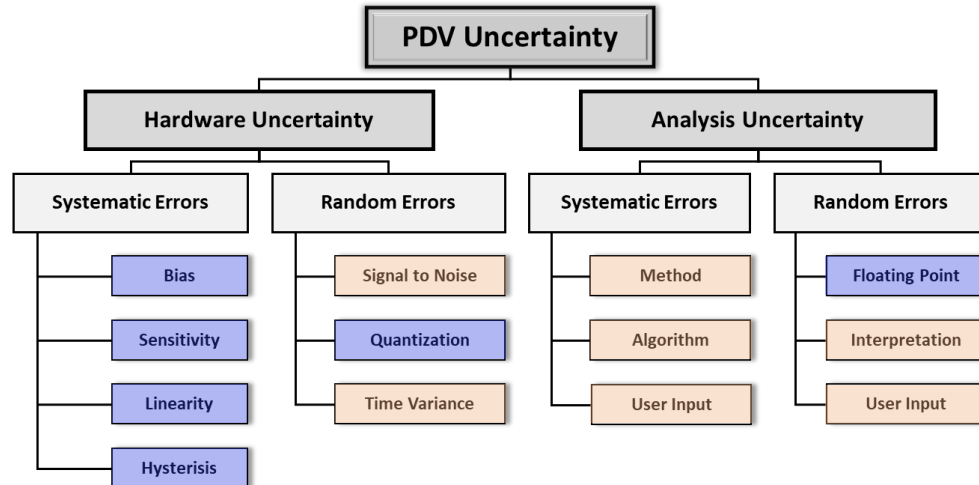 PDV Uncertainty
Hardware Uncertainty
Analysis Uncertainty
Systematic Errors
Random Errors
Systematic Errors
Random Errors
Bias
Signal to Noise
Method
Floating Point
Sensitivity
Quantization
Algorithm
Interpretation
Linearity
Time Variance
User Input
User Input
Hysterisis